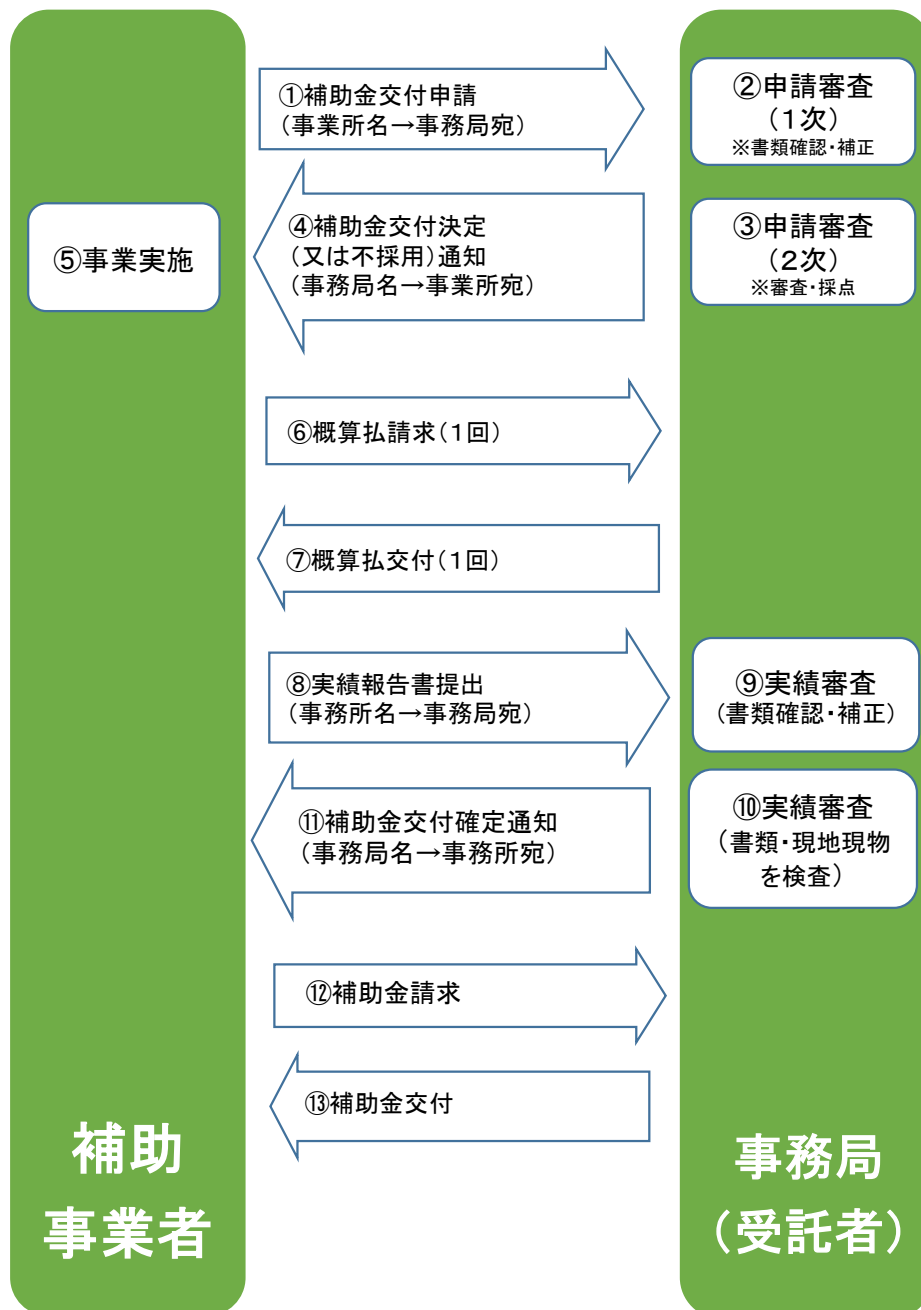 ①補助金交付申請
(事業所名→事務局宛)
②申請審査
(1次)
※書類確認・補正
③申請審査
(2次)
※審査・採点
④補助金交付決定
(又は不採用)通知
(事務局名→事業所宛)
⑤事業実施
⑥概算払請求(1回)
⑦概算払交付(1回)
⑧実績報告書提出
(事務所名→事務局宛)
⑨実績審査
(書類確認・補正)
⑩実績審査
(書類・現地現物
を検査)
⑪補助金交付確定通知
(事務局名→事務所宛)
⑫補助金請求
⑬補助金交付
補助
事業者
事務局
(受託者)